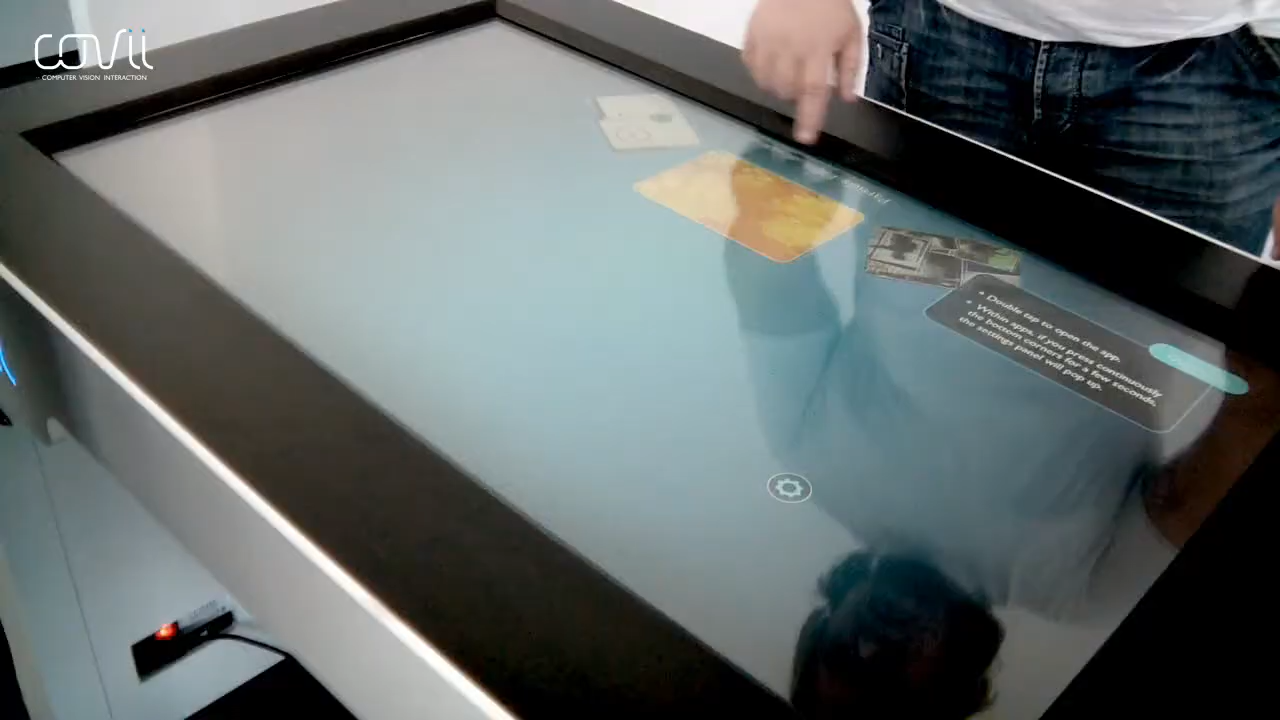 COVii
COMPUTER VISION INTERACTION
• Double tap to open the app.
• Within apps, if you press continuously
the bottom corners for a few seconds,
the settings panel will pop up.